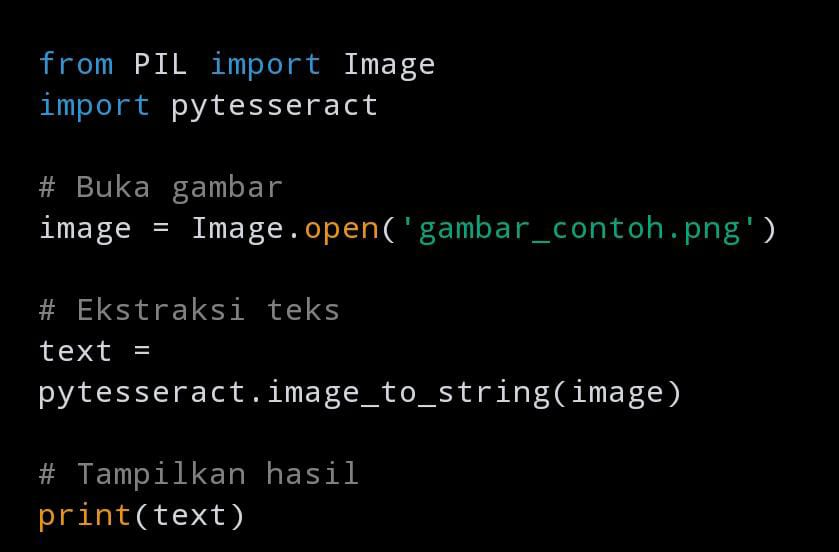 from PIL import Image
import pytesseract
# Buka gambar
image = Image.open('gambar_contoh.png')
# Ekstraksi teks
text =
pytesseract.image_to_string(image)
# Tampilkan hasil
print(text)